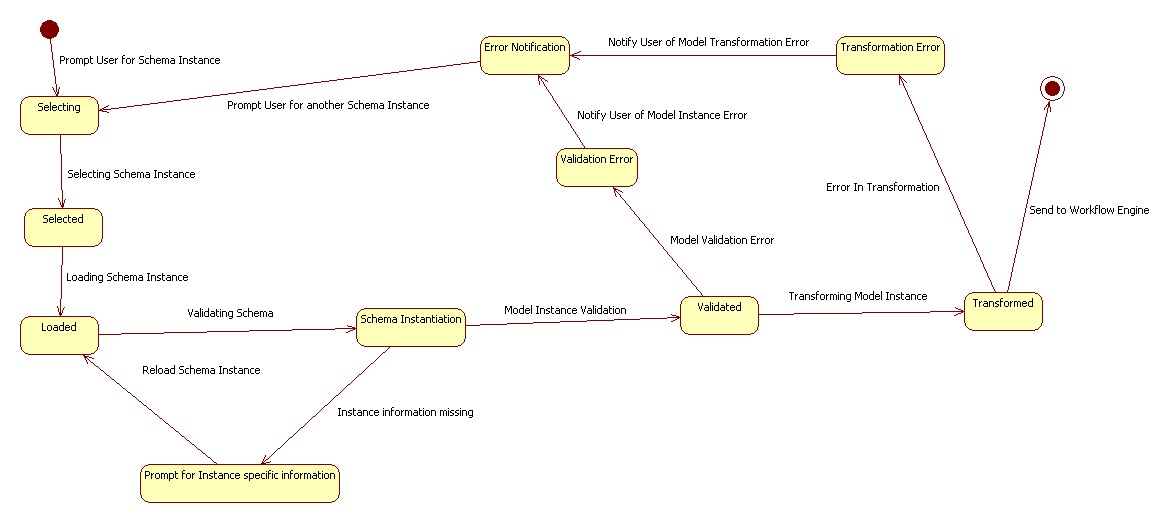 Error Notification
Notify User of Model Transformation Error
Transformation Error
Prompt User for Schema Instance
Selecting
Prompt User for another Schema Instance
Notify User of Model Instance Error
Validation Error
Selecting Schema Instance
Error In Transformation
Selected
Send to Workflow Engine
Model Validation Error
Loading Schema Instance
Transforming Model Instance
Transformed
Validated
Model Instance Validation
Validating Schema
Schema Instantiation
Loaded
Reload Schema Instance
Instance information missing
Prompt for Instance specific information